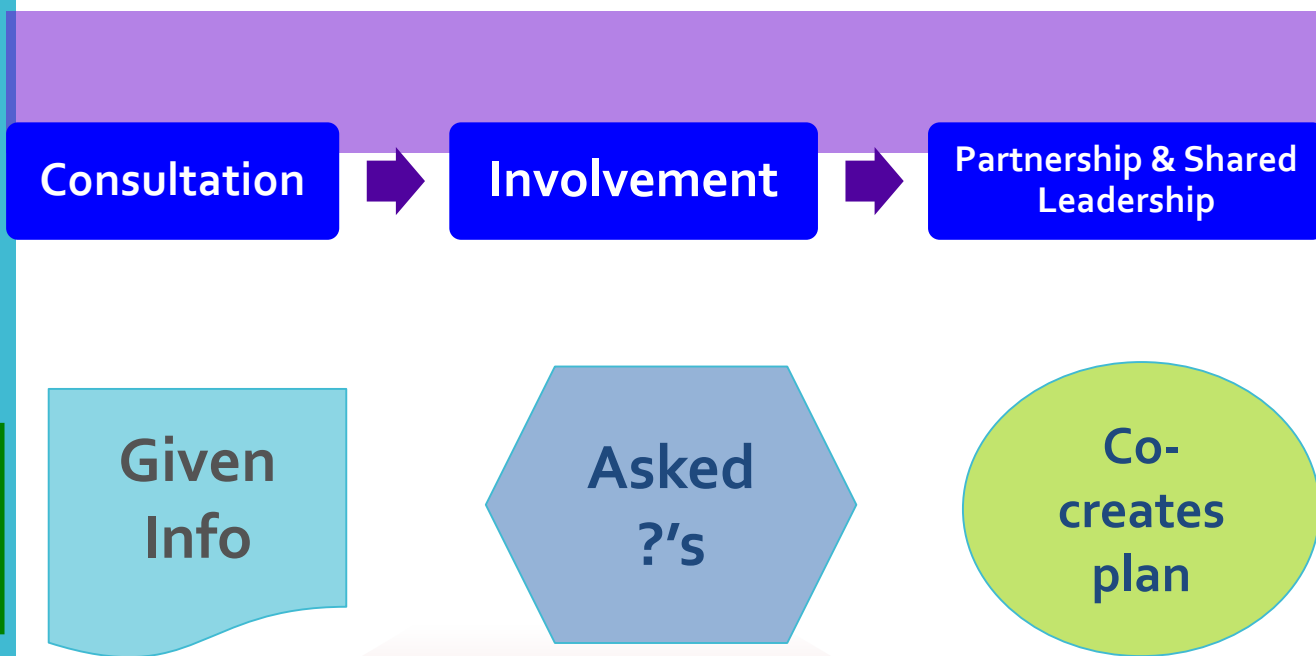 Consultation
Involvement
Partnership & Shared
Leadership
Given
Info
Asked
?'s
Co-
creates
plan